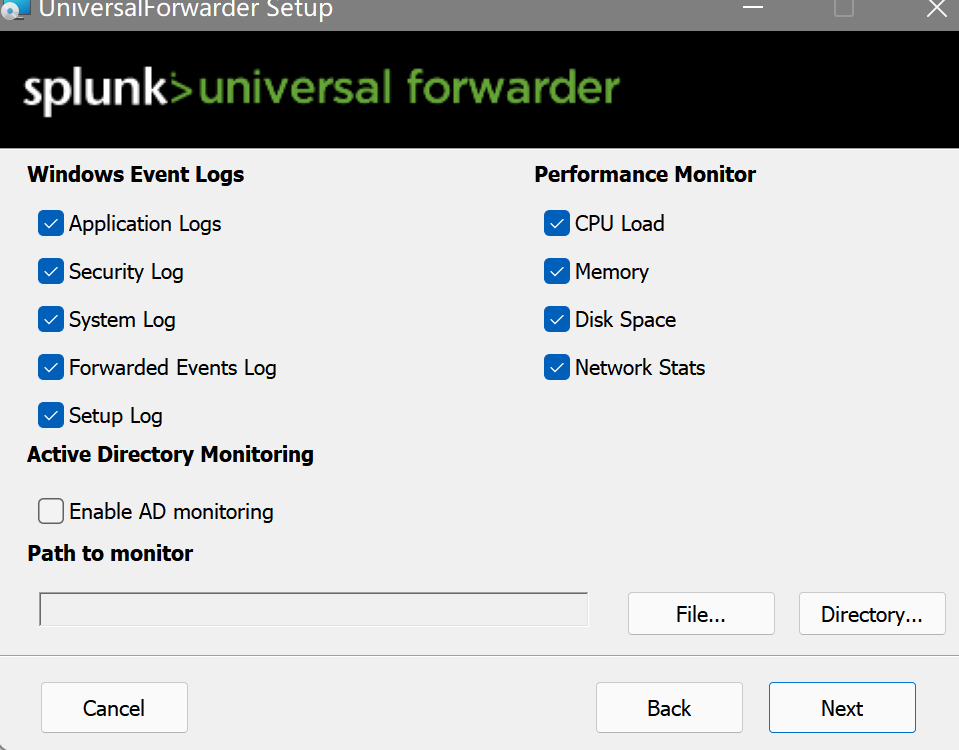 UniversalForwarder Setup
splunk>universal forwarder
Windows Event Logs
Application Logs
Security Log
System Log
Forwarded Events Log
Setup Log
Performance Monitor
CPU Load
Memory
Disk Space
Network Stats
Active Directory Monitoring
Enable AD monitoring
Path to monitor
File...
Directory...
Cancel
Back
Next